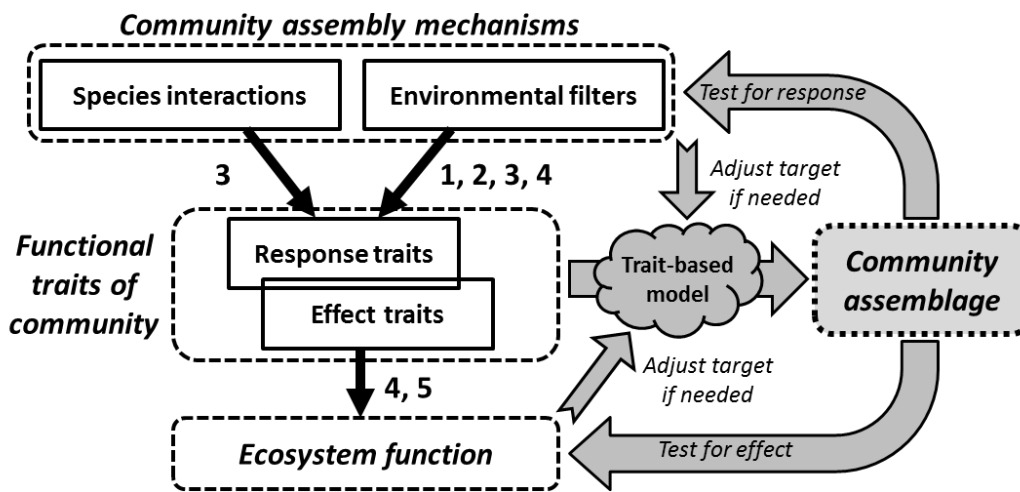 Community assembly mechanisms
Species interactions
Environmental filters
Test for response
3
1, 2, 3, 4
Adjust target
if needed
Functional
traits of
community
Response traits
Effect traits
Trait-based
model
Community
assemblage
4, 5
Adjust target
if needed
Ecosystem function
Test for effect